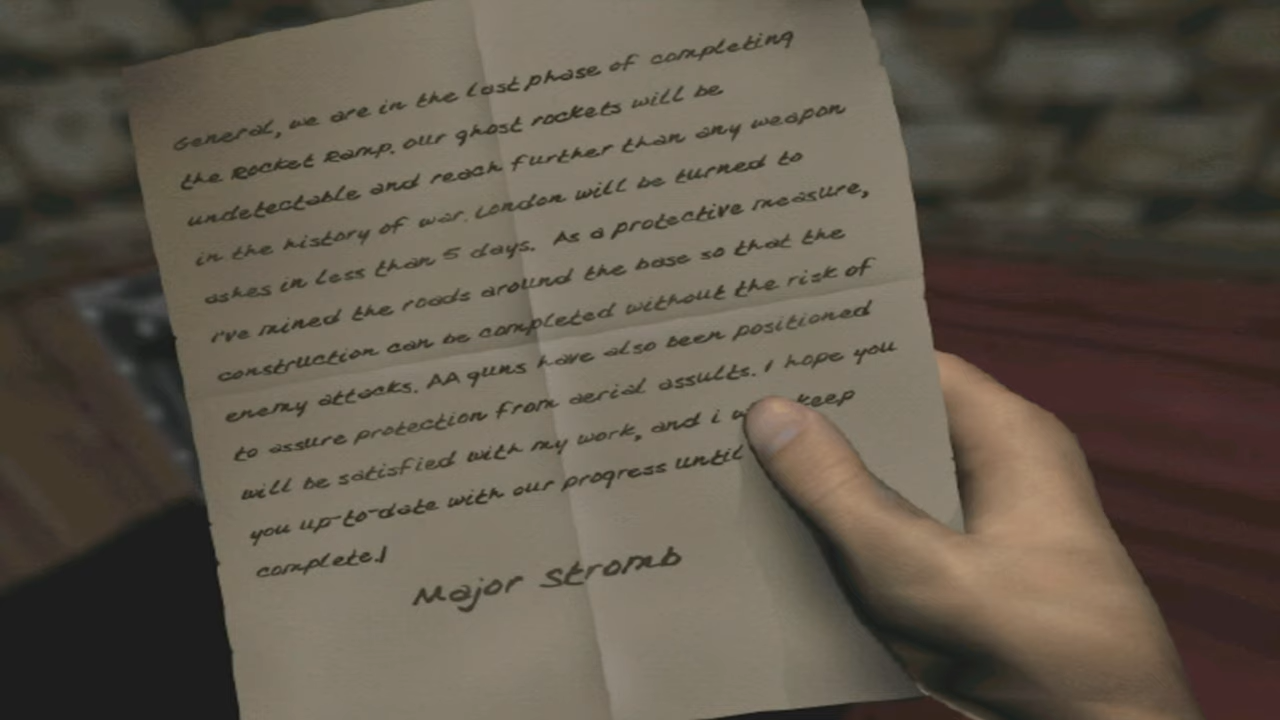 General, we are in the last phase of completing
the Rocket Ramp. our ghost rockets will be
undetectable and reach further than any weapon
in the history of war. London will be turned to
ashes in less than 5 days. As a protective measure,
i've mined the roads around the base so that the
construction can be completed without the risk of
enemy attacks. AA guns have also been positioned
to assure protection from aerial assults. I hope you
will be satisfied with my work, and i keep
you up-to-date with our progress until
complete.!
Major Stromb